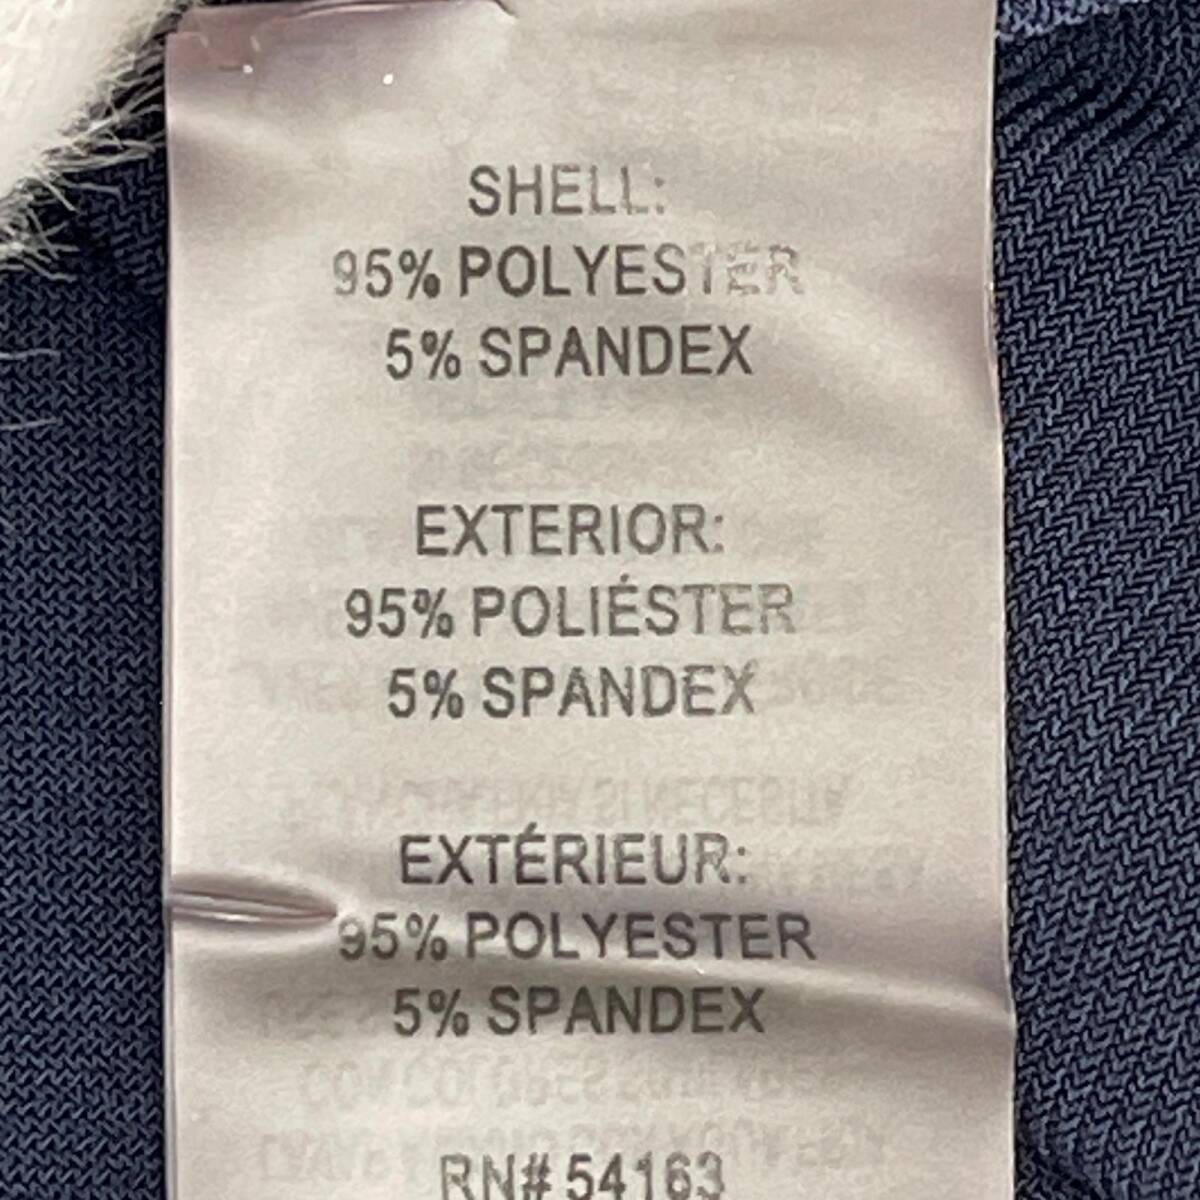 SHELL:
95% POLYESTER
5% SPANDEX
EXTERIOR:
95% POLIÉSTER
5% SPANDEX
EXTÉRIEUR:
95% POLYESTER
5% SPANDEX
RN# 54163